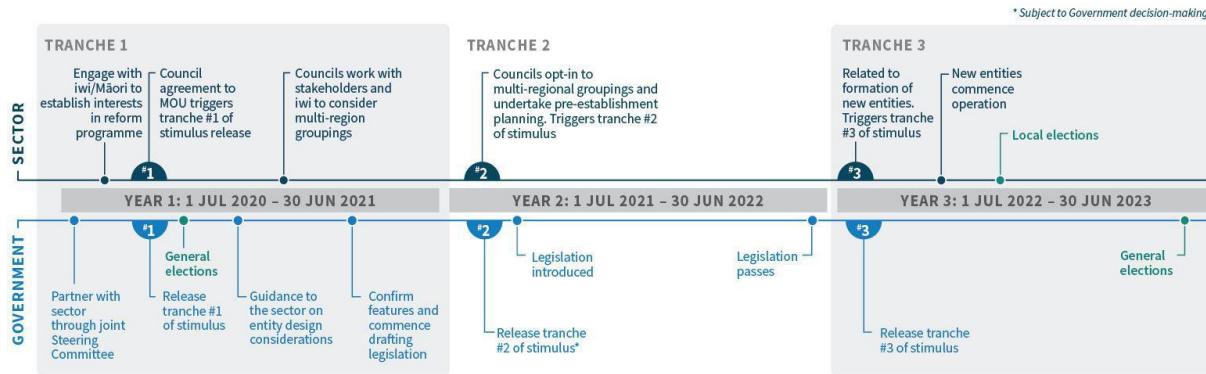 * Subject to Government decision-making
TRANCHE 1
TRANCHE 2
TRANCHE 3
SECTOR
Engage with
iwi/Māori to
establish interests
in reform
programme
Council
agreement to
MOU triggers
tranche #1 of
stimulus release
Councils work with
stakeholders and
iwi to consider
multi-region
groupings
Councils opt-in to
multi-regional groupings and
undertake pre-establishment
planning. Triggers tranche #2
of stimulus
Related to
formation of
new entities.
Triggers tranche
#3 of stimulus
New entities
commence
operation
Local elections
#1
#2
#3
YEAR 1: 1 JUL 2020 – 30 JUN 2021
YEAR 2: 1 JUL 2021 – 30 JUN 2022
YEAR 3: 1 JUL 2022 – 30 JUN 2023
GOVERNMENT
#1
#2
#3
Partner with
sector
through joint
Steering
Committee
Release
tranche #1
of stimulus
General
elections
Guidance to
the sector on
entity design
considerations
Confirm
features and
commence
drafting
legislation
Release tranche
#2 of stimulus*
Legislation
introduced
Legislation
passes
Release tranche
#3 of stimulus
General
elections